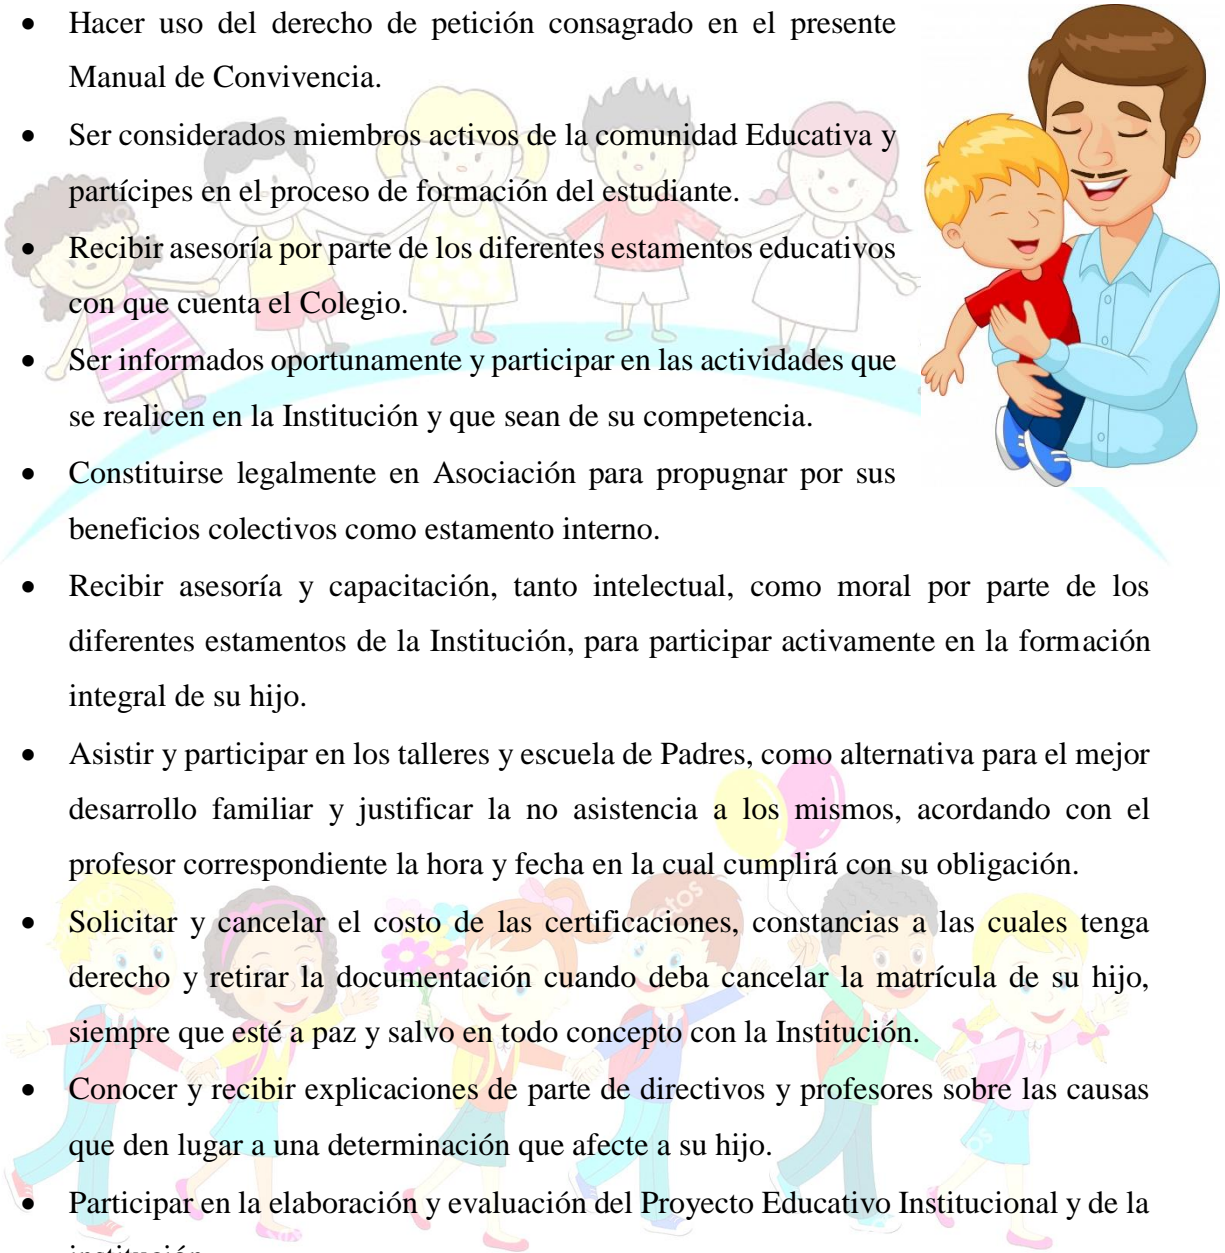 • Hacer uso del derecho de petición consagrado en el presente
Manual de Convivencia.
• Ser considerados miembros activos de la comunidad Educativa y
partícipes en el proceso de formación del estudiante.
• Recibir asesoría por parte de los diferentes estamentos educativos
con que cuenta el Colegio.
• Ser informados oportunamente y participar en las actividades que
se realicen en la Institución y que sean de su competencia.
• Constituirse legalmente en Asociación para propugnar por sus
beneficios colectivos como estamento interno.
• Recibir asesoría y capacitación, tanto intelectual, como moral por parte de los
diferentes estamentos de la Institución, para participar activamente en la formación
integral de su hijo.
• Asistir y participar en los talleres y escuela de Padres, como alternativa para el mejor
desarrollo familiar y justificar la no asistencia a los mismos, acordando con el
profesor correspondiente la hora y fecha en la cual cumplirá con su obligación.
• Solicitar y cancelar el costo de las certificaciones, constancias a las cuales tenga
derecho y retirar la documentación cuando deba cancelar la matrícula de su hijo,
siempre que esté a paz y salvo en todo concepto con la Institución.
• Conocer y recibir explicaciones de parte de directivos y profesores sobre las causas
que den lugar a una determinación que afecte a su hijo.
• Participar en la elaboración y evaluación del Proyecto Educativo Institucional y de la